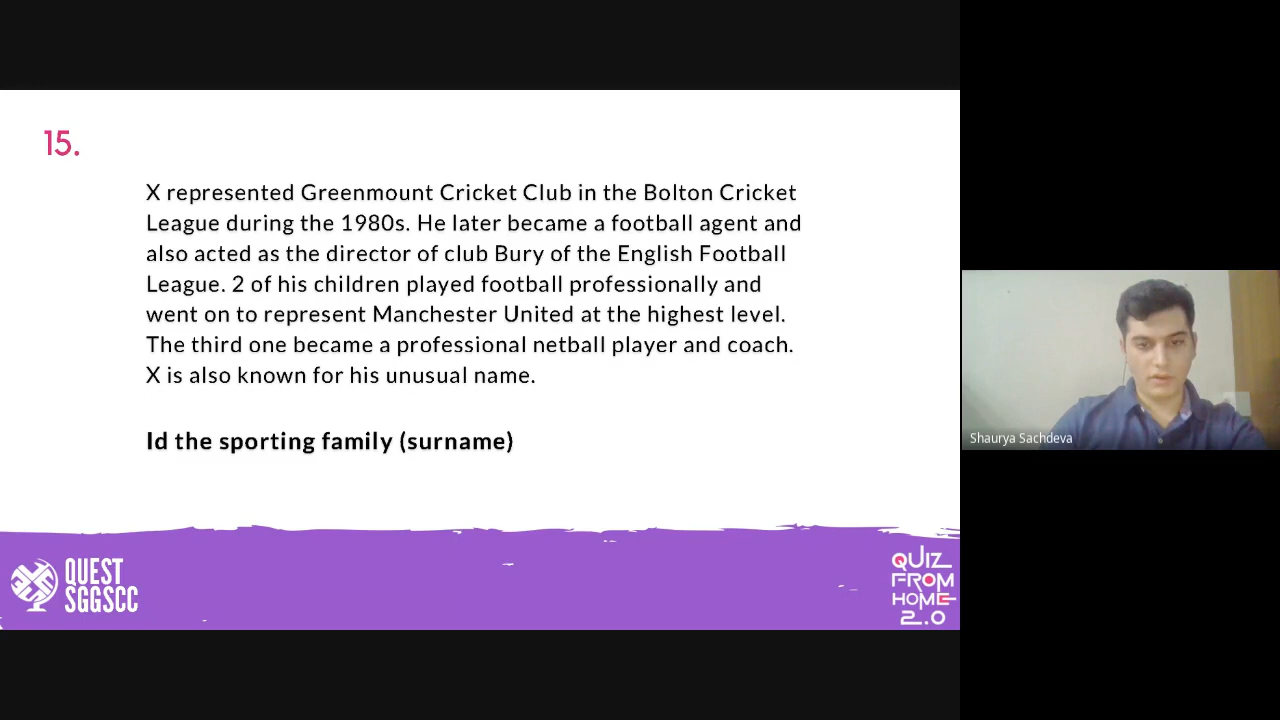 15.
X represented Greenmount Cricket Club in the Bolton Cricket
League during the 1980s. He later became a football agent and
also acted as the director of club Bury of the English Football
League. 2 of his children played football professionally and
went on to represent Manchester United at the highest level.
The third one became a professional netball player and coach.
X is also known for his unusual name.
Id the sporting family (surname)
QUEST
SGGSCC
QUIZ
FROM
HOME
2.0
Shaurya Sachdeva